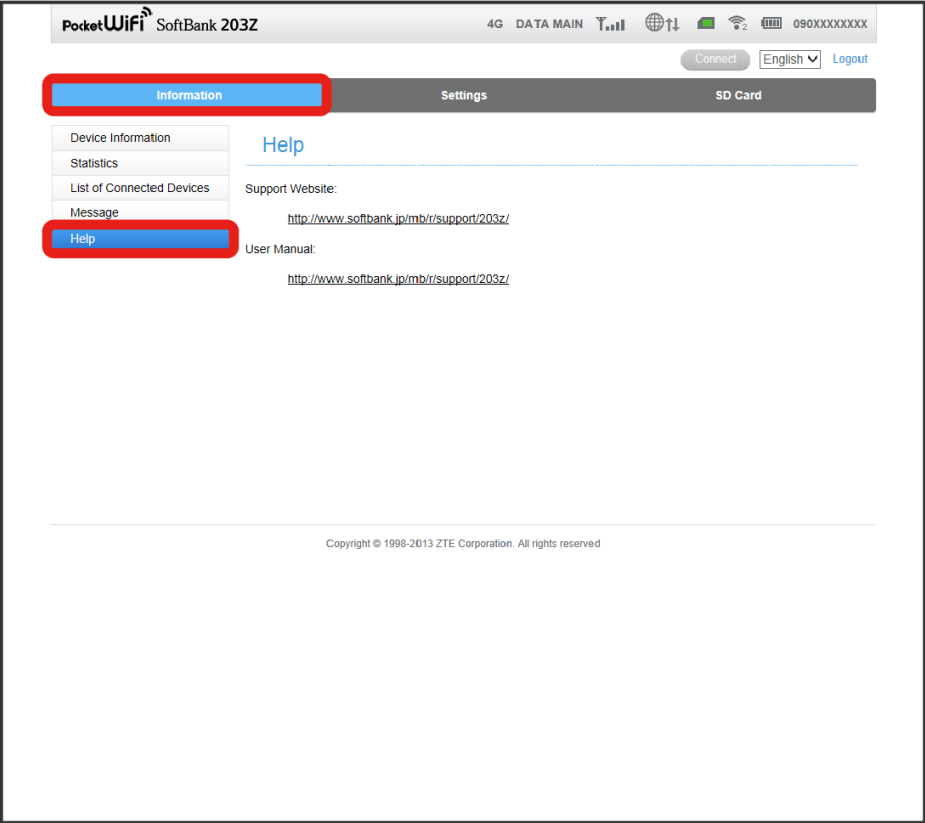 PocketWiFi SoftBank 203Z
4G DATA MAIN 2 090XXXXXXXX
Connect English Logout
Information Settings SD Card
Device Information
Statistics
List of Connected Devices
Message
Help
Help
Support Website:
http://www.softbank.jp/mb/r/support/203z/
User Manual:
http://www.softbank.jp/mb/r/support/203z/
Copyright © 1998-2013 ZTE Corporation. All rights reserved